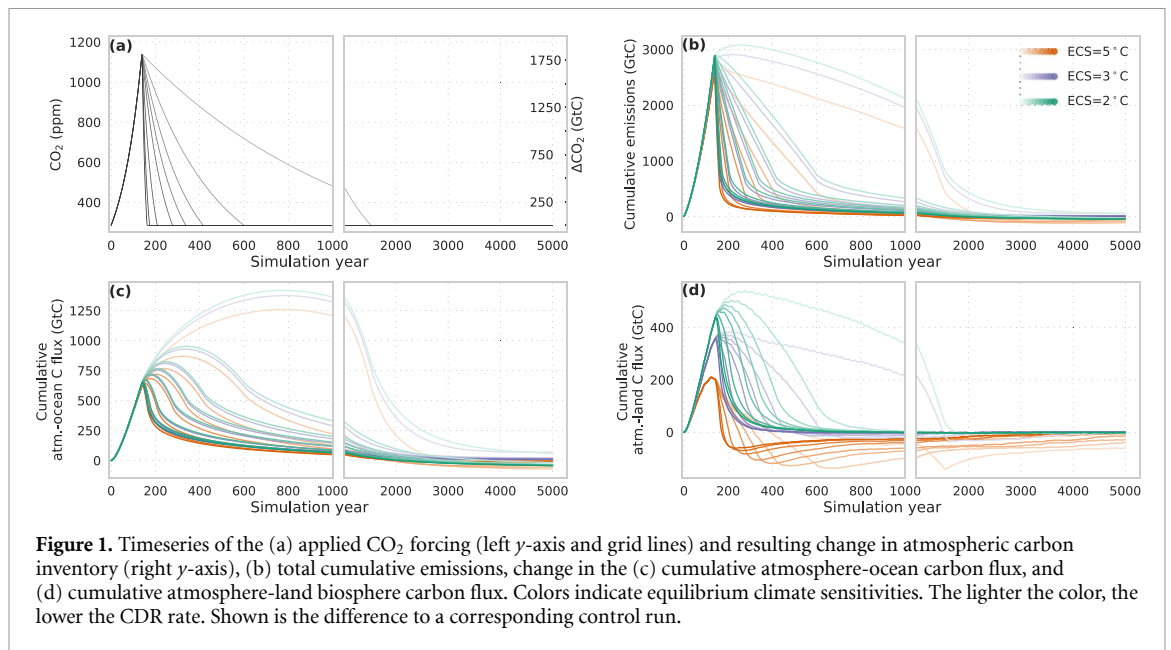 (a)
1200
1000
800
600
400
CO₂ (ppm)
1750
1250
750
250
ΔCO₂ (GtC)
0 200 400 600 800 1000 2000 3000 4000 5000
Simulation year
(b)
3000
2000
1000
0
Cumulative emissions (GtC)
ECS=5°C
ECS=3°C
ECS=2°C
0 200 400 600 800 1000 2000 3000 4000 5000
Simulation year
(c)
1250
1000
750
500
250
0
Cumulative
atm.-ocean C flux (GtC)
0 200 400 600 800 1000 2000 3000 4000 5000
Simulation year
(d)
400
200
0
Cumulative
atm.-land C flux (GtC)
0 200 400 600 800 1000 2000 3000 4000 5000
Simulation year
Figure 1. Timeseries of the (a) applied CO₂ forcing (left y-axis and grid lines) and resulting change in atmospheric carbon
inventory (right y-axis), (b) total cumulative emissions, change in the (c) cumulative atmosphere-ocean carbon flux, and
(d) cumulative atmosphere-land biosphere carbon flux. Colors indicate equilibrium climate sensitivities. The lighter the color, the
lower the CDR rate. Shown is the difference to a corresponding control run.